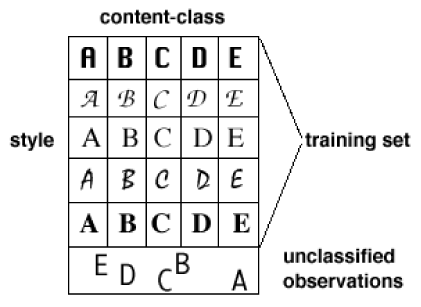 content-class
A B C D E
A B C D E
style A B C D E training set
A B C D E
A B C D E
E D C B A unclassified
observations